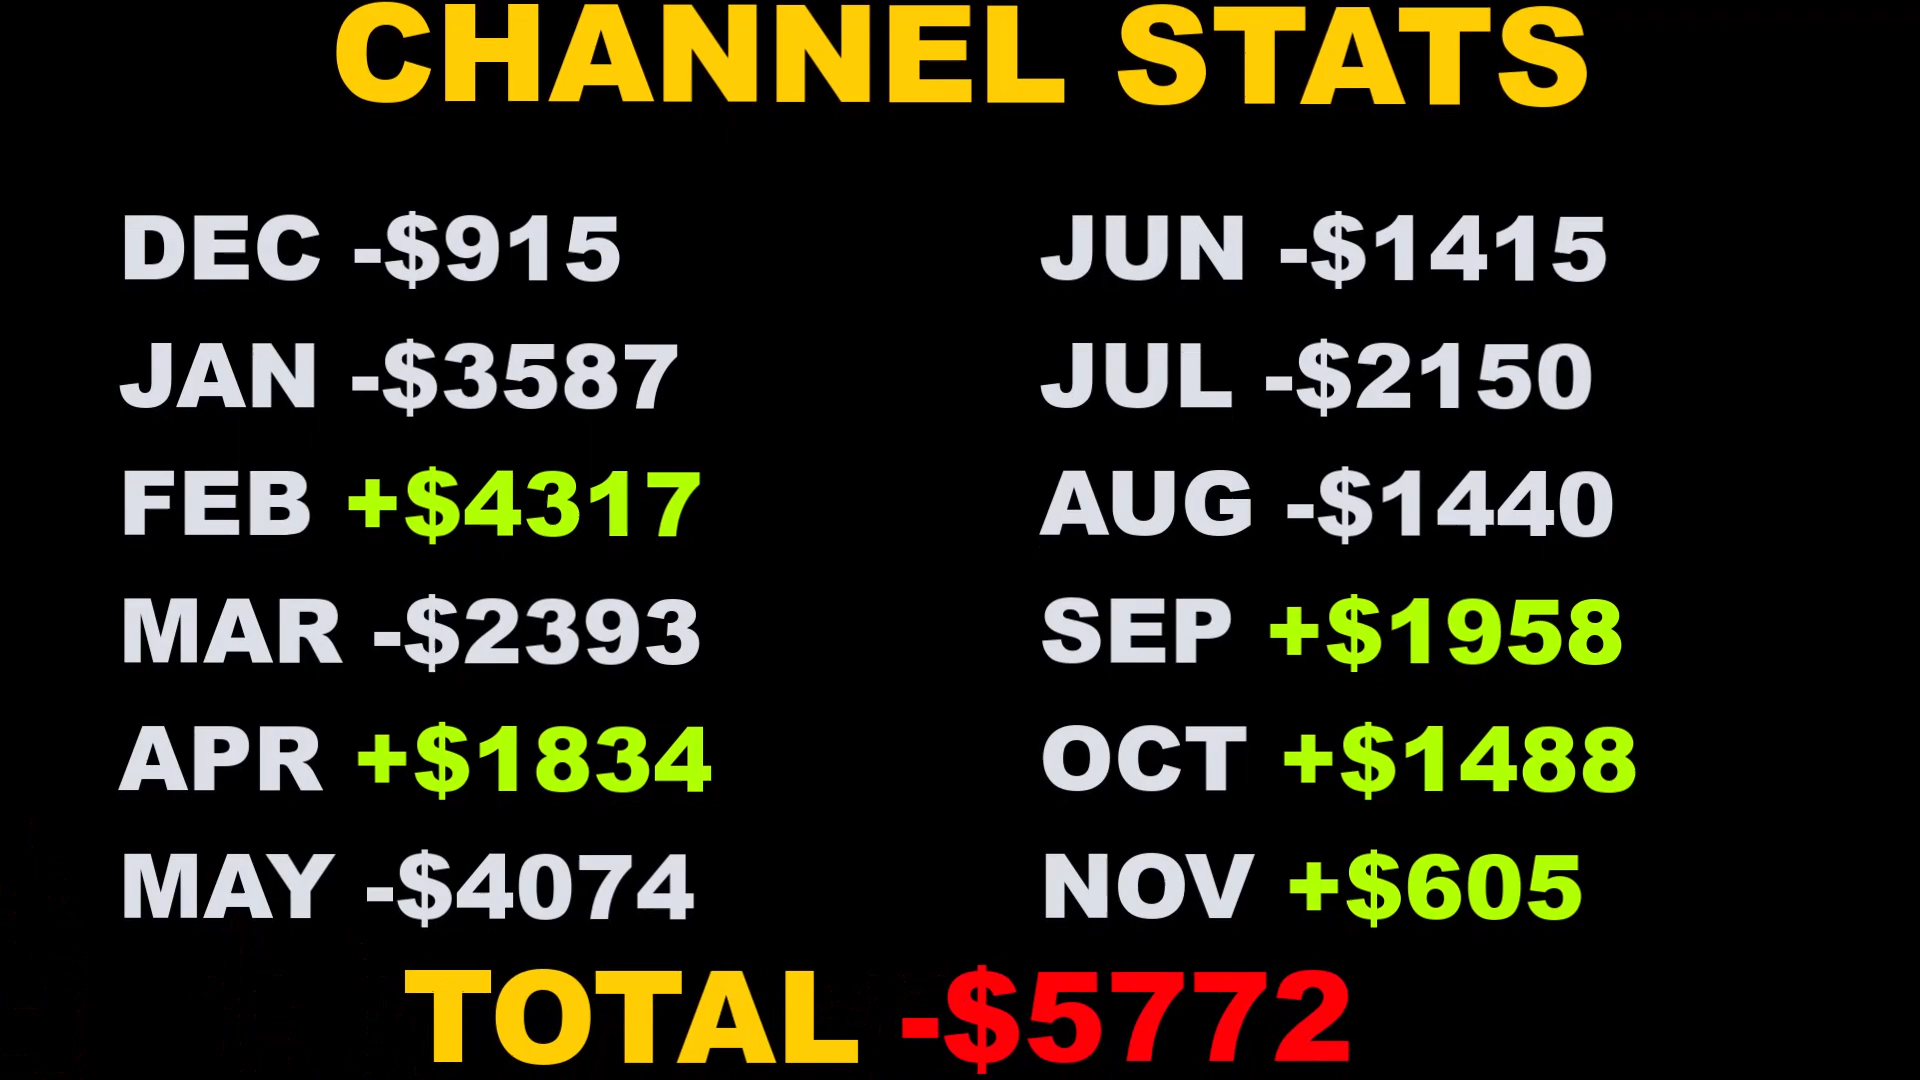 CHANNEL STATS
DEC -$915
JAN -$3587
FEB +$4317
MAR -$2393
APR +$1834
MAY -$4074
JUN -$1415
JUL -$2150
AUG -$1440
SEP +$1958
OCT +$1488
NOV +$605
TOTAL -$5772